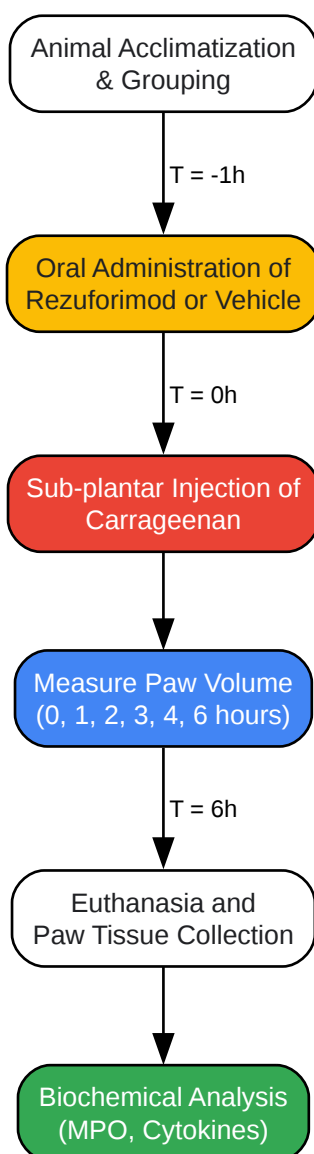 Animal Acclimatization
& Grouping
T = -1h
Oral Administration of
Rezuforimod or Vehicle
T = 0h
Sub-plantar Injection of
Carrageenan
Measure Paw Volume
(0, 1, 2, 3, 4, 6 hours)
T = 6h
Euthanasia and
Paw Tissue Collection
Biochemical Analysis
(MPO, Cytokines)